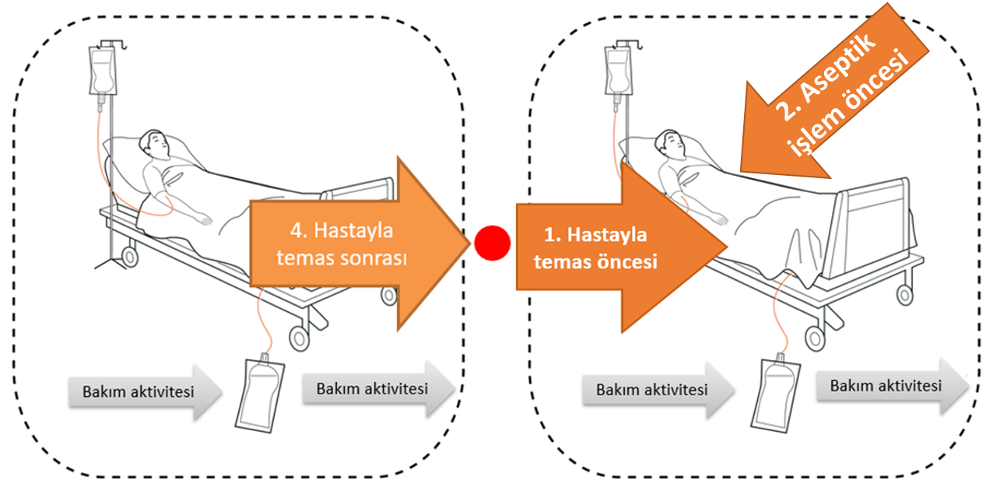 4. Hastayla
temas sonrası
Bakım aktivitesi
Bakım aktivitesi
2. Aseptik
işlem öncesi
1. Hastayla
temas öncesi
Bakım aktivitesi
Bakım aktivitesi